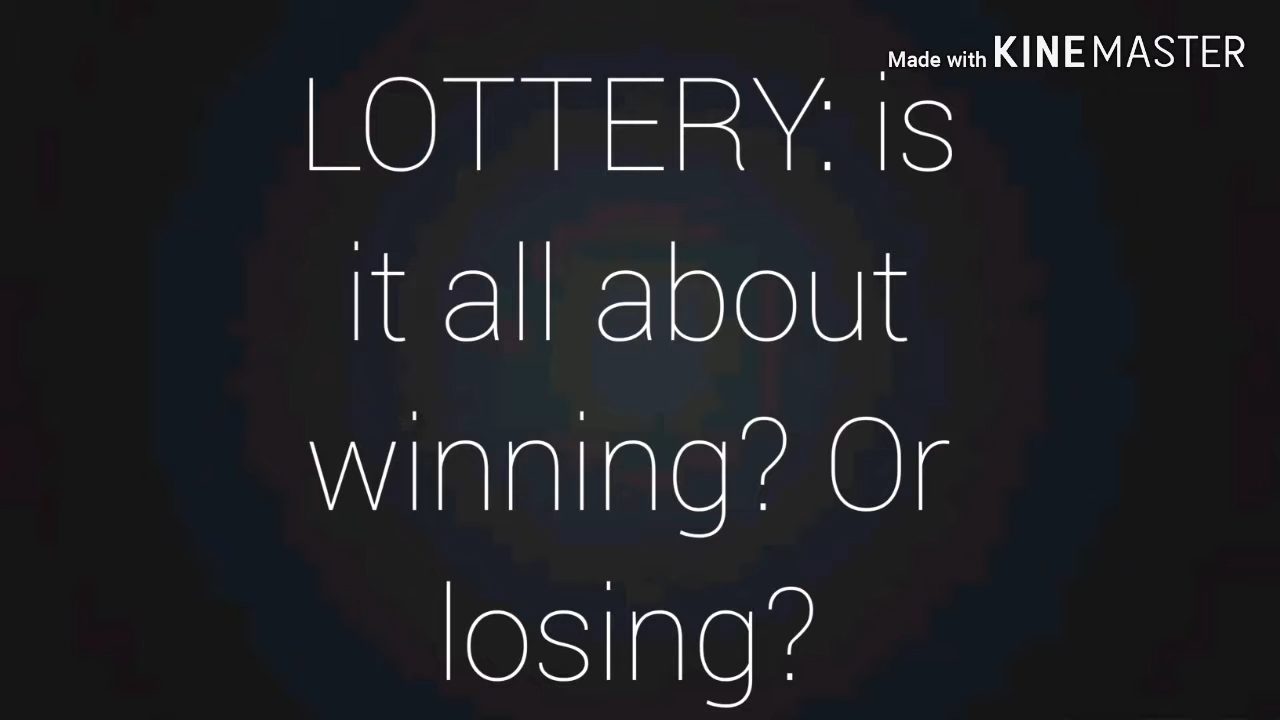 Made with KINEMASTER
LOTTERY: is
it all about
winning? Or
losing?